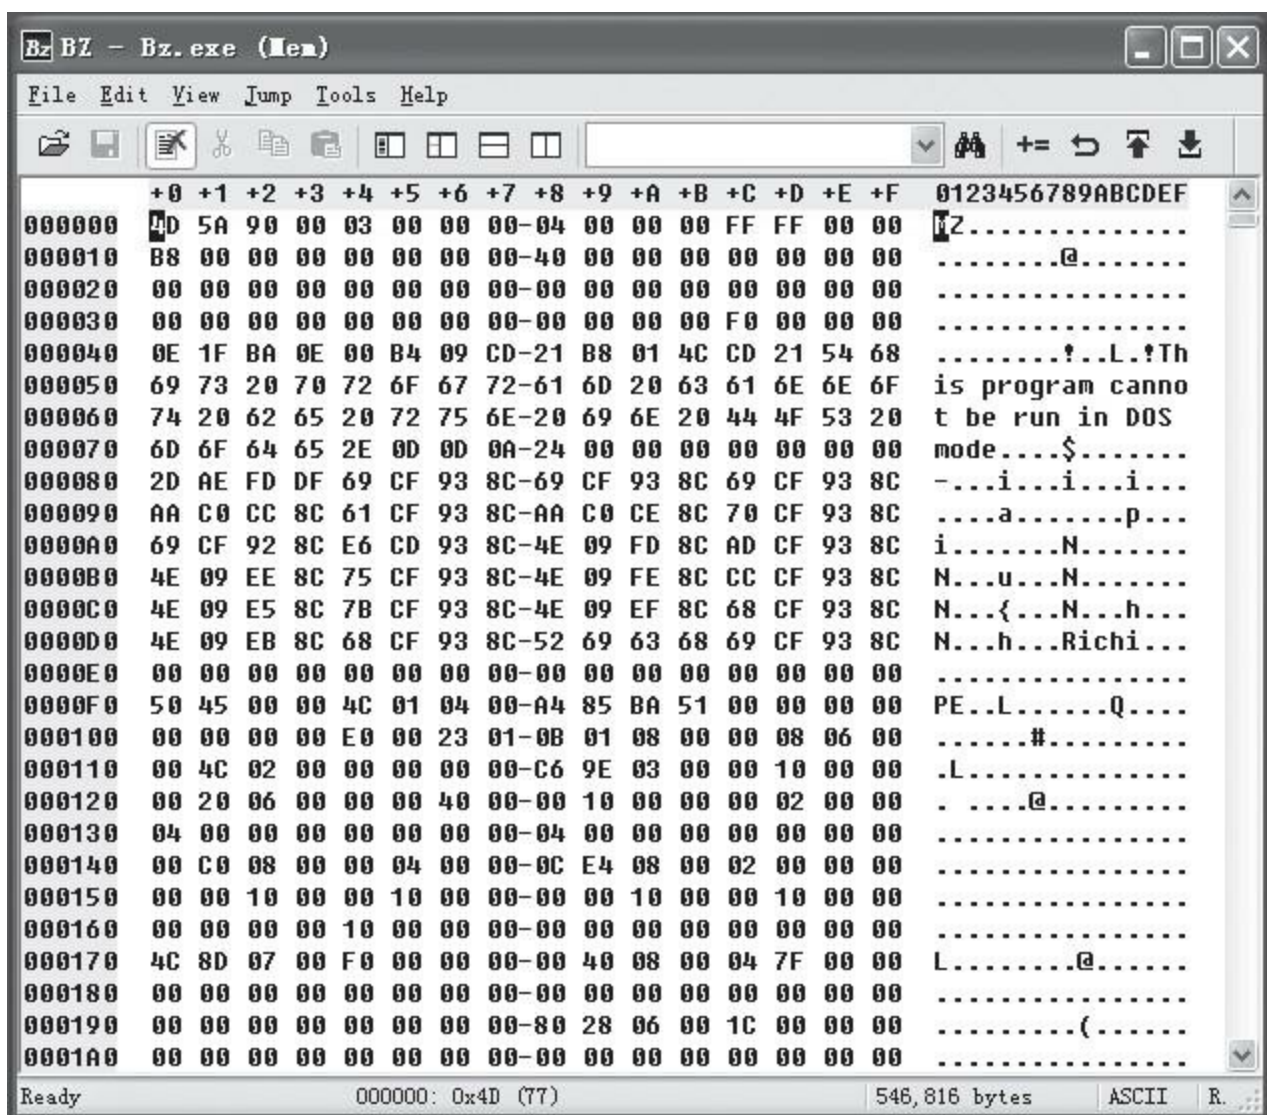 Bz BZ - Bz.exe (Mem)
File Edit View Jump Tools Help
+=
+0 +1 +2 +3 +4 +5 +6 +7 +8 +9 +A +B +C +D +E +F 0123456789ABCDEF
000000 4D 5A 90 00 03 00 00 00-04 00 00 00 FF FF 00 00 MZ..............
000010 B8 00 00 00 00 00 00 00-40 00 00 00 00 00 00 00 ........@.......
000020 00 00 00 00 00 00 00 00-00 00 00 00 00 00 00 00 ................
000030 00 00 00 00 00 00 00 00-00 00 00 00 F0 00 00 00 ................
000040 0E 1F BA 0E 00 B4 09 CD-21 B8 01 4C CD 21 54 68 ........!..L.!Th
000050 69 73 20 70 72 6F 67 72-61 6D 20 63 61 6E 6E 6F is program canno
000060 74 20 62 65 20 72 75 6E-20 69 6E 20 44 4F 53 20 t be run in DOS
000070 6D 6F 64 65 2E 0D 0D 0A-24 00 00 00 00 00 00 00 mode....$.......
000080 2D AE FD DF 69 CF 93 8C-69 CF 93 8C 69 CF 93 8C -...i...i...i...
000090 AA C0 CC 8C 61 CF 93 8C-AA C0 CE 8C 70 CF 93 8C ....a.......p...
0000A0 69 CF 92 8C E6 CD 93 8C-4E 09 FD 8C AD CF 93 8C i.......N.......
0000B0 4E 09 EE 8C 75 CF 93 8C-4E 09 FE 8C CC CF 93 8C N...u...N.......
0000C0 4E 09 E5 8C 7B CF 93 8C-4E 09 EF 8C 68 CF 93 8C N...{...N...h...
0000D0 4E 09 EB 8C 68 CF 93 8C-52 69 63 68 69 CF 93 8C N...h...Richi...
0000E0 00 00 00 00 00 00 00 00-00 00 00 00 00 00 00 00 ................
0000F0 50 45 00 00 4C 01 04 00-A4 85 BA 51 00 00 00 00 PE..L......Q....
000100 00 00 00 00 E0 00 23 01-0B 01 08 00 00 08 06 00 ......#.........
000110 00 4C 02 00 00 00 00 00-C6 9E 03 00 00 10 00 00 .L..............
000120 00 20 06 00 00 00 40 00-00 10 00 00 00 02 00 00 . ....@.........
000130 04 00 00 00 00 00 00 00-04 00 00 00 00 00 00 00 ................
000140 00 C0 08 00 00 04 00 00-0C E4 08 00 02 00 00 00 ................
000150 00 00 10 00 00 10 00 00-00 00 10 00 00 10 00 00 ................
000160 00 00 00 00 10 00 00 00-00 00 00 00 00 00 00 00 ................
000170 4C 8D 07 00 F0 00 00 00-00 40 08 00 04 7F 00 00 L........@......
000180 00 00 00 00 00 00 00 00-00 00 00 00 00 00 00 00 ................
000190 00 00 00 00 00 00 00 00-80 28 06 00 1C 00 00 00 .........(......
0001A0 00 00 00 00 00 00 00 00-00 00 00 00 00 00 00 00 ................
Ready 000000: 0x4D (77) 546,816 bytes ASCII R.